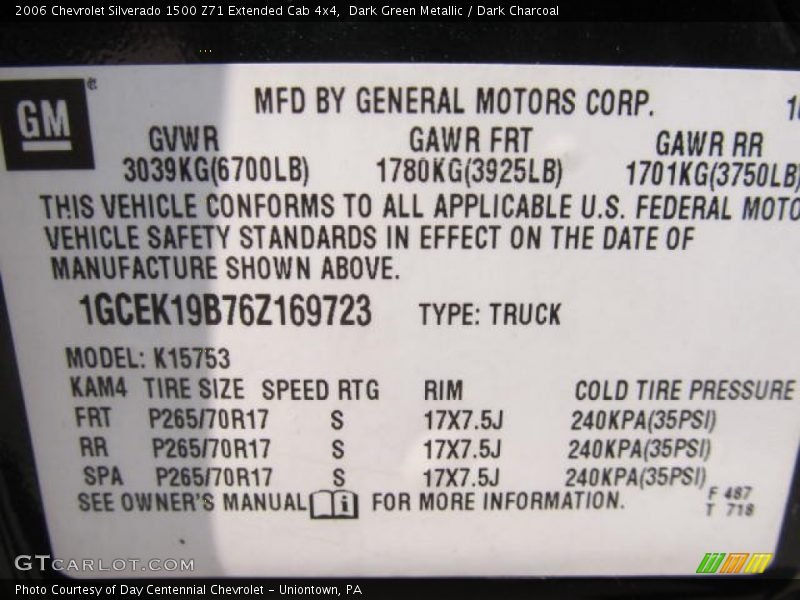 2006 Chevrolet Silverado 1500 Z71 Extended Cab 4x4,  Dark Green Metallic / Dark Charcoal
GM
MFD BY GENERAL MOTORS CORP.
GVWR GAWR FRT GAWR RR
3039KG(6700LB) 1780KG(3925LB) 1701KG(3750LB)
THIS VEHICLE CONFORMS TO ALL APPLICABLE U.S. FEDERAL MOTO
VEHICLE SAFETY STANDARDS IN EFFECT ON THE DATE OF
MANUFACTURE SHOWN ABOVE.
1GCEK19B76Z169723 TYPE: TRUCK
MODEL: K15753
KAM4 TIRE SIZE SPEED RTG RIM COLD TIRE PRESSURE
FRT P265/70R17 S 17X7.5J 240KPA(35PSI)
RR P265/70R17 S 17X7.5J 240KPA(35PSI)
SPA P265/70R17 S 17X7.5J 240KPA(35PSI)
SEE OWNER'S MANUAL i FOR MORE INFORMATION.
F 487
T 718
GTCARLOT.COM
Photo Courtesy of Day Centennial Chevrolet - Uniontown, PA